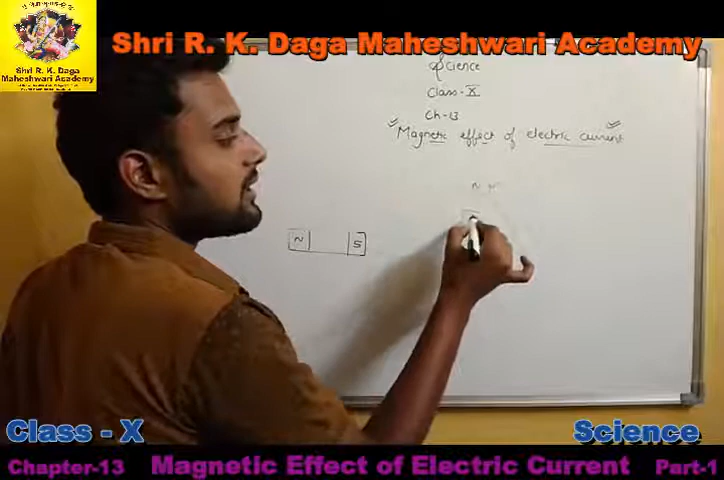 Shri R. K. Daga Maheshwari Academy
Shri R. K. Daga
Maheshwari Academy
Science
Class - X
Ch-13
Magnetic effect of electric current
N S
Class - X
Science
Chapter-13 Magnetic Effect of Electric Current Part-1